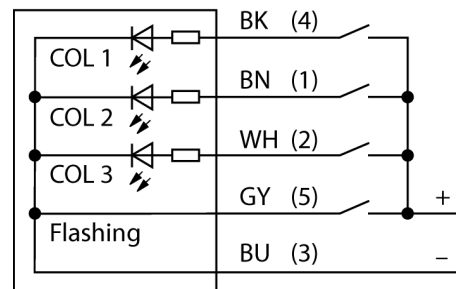 BK (4)
COL 1
BN (1)
COL 2
WH (2)
COL 3
GY (5) +
Flashing
BU (3) –